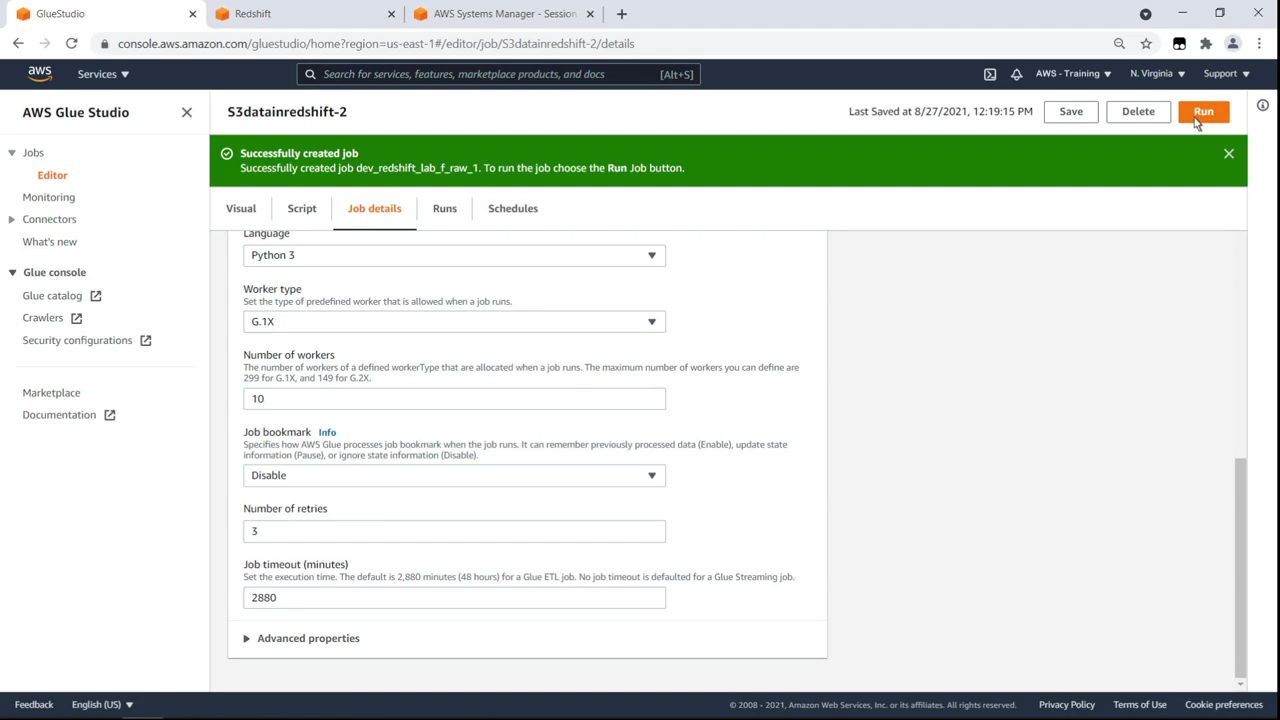 GlueStudio
Redshift
AWS Systems Manager - Session
console.aws.amazon.com/gluestudio/home?region=us-east-1#/editor/job/S3datainredshift-2/details
aws
Services
Search for services, features, marketplace products, and docs
[Alt+S]
AWS - Training
N. Virginia
Support
AWS Glue Studio
Jobs
Editor
Monitoring
Connectors
What's new
Glue console
Glue catalog
Crawlers
Security configurations
Marketplace
Documentation
S3datainredshift-2
Last Saved at 8/27/2021, 12:19:15 PM
Save
Delete
Run
Successfully created job
Successfully created job dev_redshift_lab_f_raw_1. To run the job choose the Run Job button.
Visual
Script
Job details
Runs
Schedules
Language
Python 3
Worker type
Set the type of predefined worker that is allowed when a job runs.
G.1X
Number of workers
The number of workers of a defined workerType that are allocated when a job runs. The maximum number of workers you can define are
299 for G.1X, and 149 for G.2X.
10
Job bookmark Info
Specifies how AWS Glue processes job bookmark when the job runs. It can remember previously processed data (Enable), update state
information (Pause), or ignore state information (Disable).
Disable
Number of retries
3
Job timeout (minutes)
Set the execution time. The default is 2,880 minutes (48 hours) for a Glue ETL job. No job timeout is defaulted for a Glue Streaming job.
2880
Advanced properties
Feedback
English (US)
© 2008 - 2021, Amazon Web Services, Inc. or its affiliates. All rights reserved.
Privacy Policy
Terms of Use
Cookie preferences